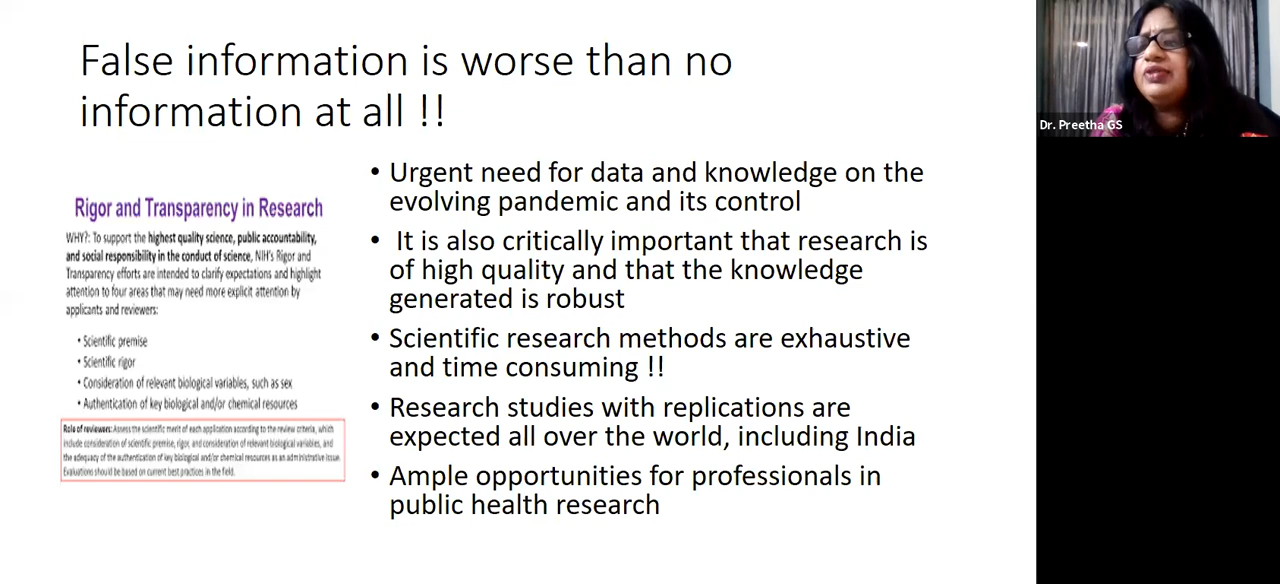 False information is worse than no
information at all !!
Rigor and Transparency in Research
WHY?: To support the highest quality science, public accountability,
and social responsibility in the conduct of science, NIH's Rigor and
Transparency efforts are intended to clarify expectations and highlight
attention to four areas that may need more explicit attention by
applicants and reviewers:
• Scientific premise
• Scientific rigor
• Consideration of relevant biological variables, such as sex
• Authentication of key biological and/or chemical resources
Role of reviewers: Assess the scientific merit of each application according to the review criteria, which
include consideration of scientific premise, rigor, and consideration of relevant biological variables, and
the adequacy of the authentication of key biological and/or chemical resources as an administrative issue.
Evaluations should be based on current best practices in the field.
• Urgent need for data and knowledge on the
evolving pandemic and its control
• It is also critically important that research is
of high quality and that the knowledge
generated is robust
• Scientific research methods are exhaustive
and time consuming !!
• Research studies with replications are
expected all over the world, including India
• Ample opportunities for professionals in
public health research
Dr. Preetha GS